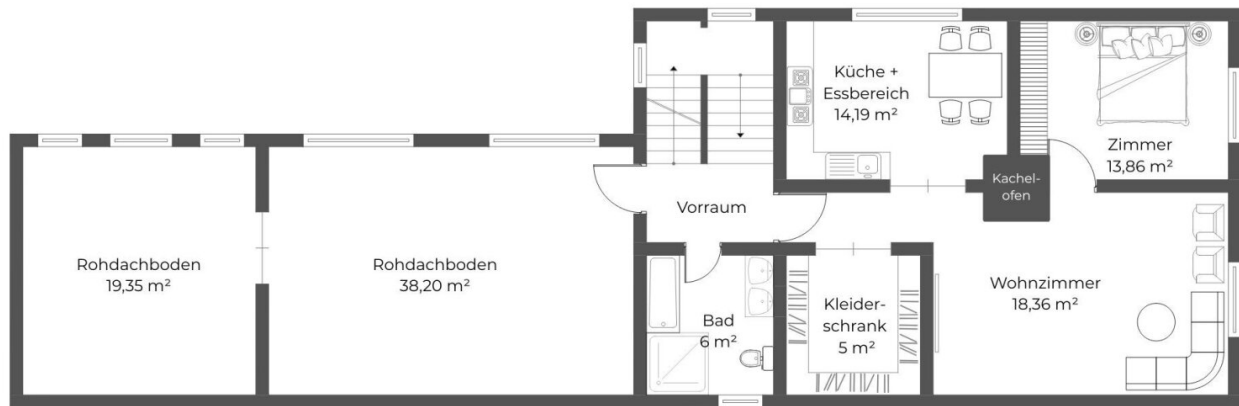 Küche +
Essbereich
14,19 m²
Zimmer
13,86 m²
Kachel-
ofen
Vorraum
Rohdachboden
19,35 m²
Rohdachboden
38,20 m²
Bad
6 m²
Kleider-
schrank
5 m²
Wohnzimmer
18,36 m²